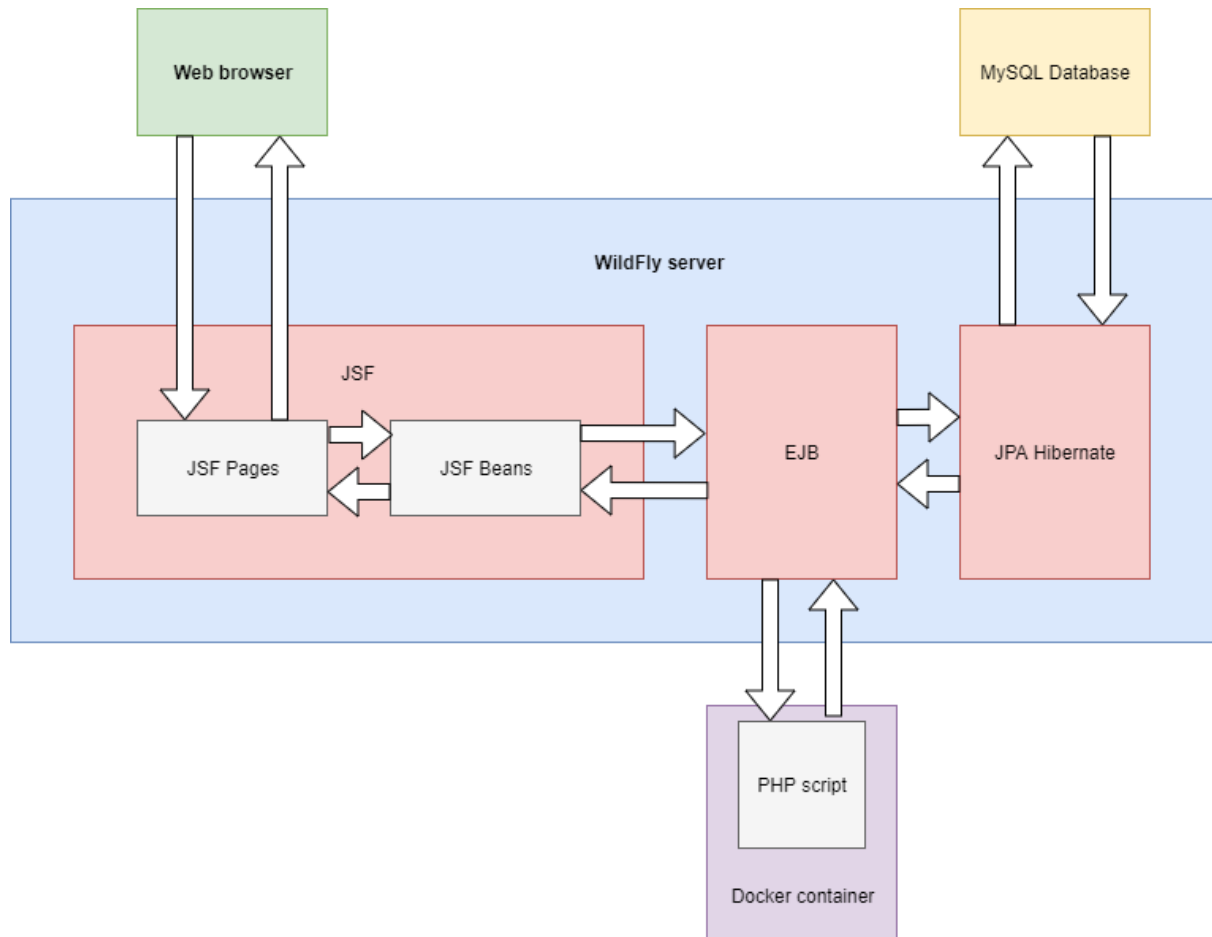 Web browser
MySQL Database
WildFly server
JSF
JSF Pages
JSF Beans
EJB
JPA Hibernate
PHP script
Docker container